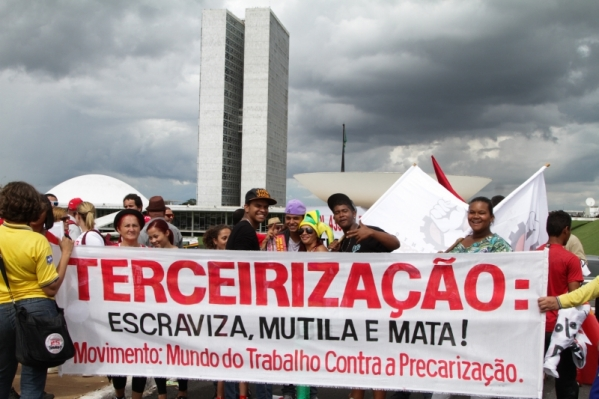 TERCEIRIZAÇÃO:
ESCRAVIZA, MUTILA E MATA!
Movimento: Mundo do Trabalho Contra a Precarização.